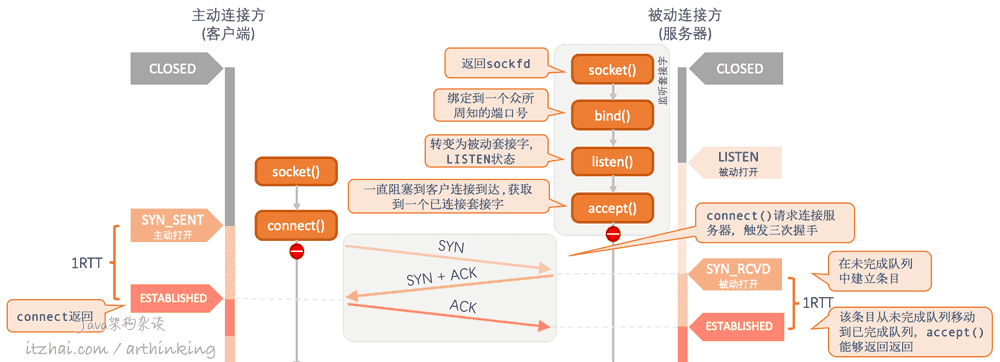 主动连接方
(客户端)
被动连接方
(服务器)
CLOSED
返回sockfd
socket()
监听套接字
CLOSED
绑定到一个众所
周知的端口号
bind()
转变为被动套接字,
LISTEN状态
listen()
LISTEN
被动打开
socket()
一直阻塞到客户连接到达,获取
到一个已连接套接字
accept()
SYN_SENT
主动打开
connect()
connect()请求连接服
务器, 触发三次握手
1RTT
SYN
SYN + ACK
ACK
SYN_RCVD
被动打开
在未完成队列
中建立条目
1RTT
ESTABLISHED
connect返回
ESTABLISHED
该条目从未完成队列移动
到已完成队列, accept()
能够返回返回
Java架构杂谈
itzhai.com / arthinking